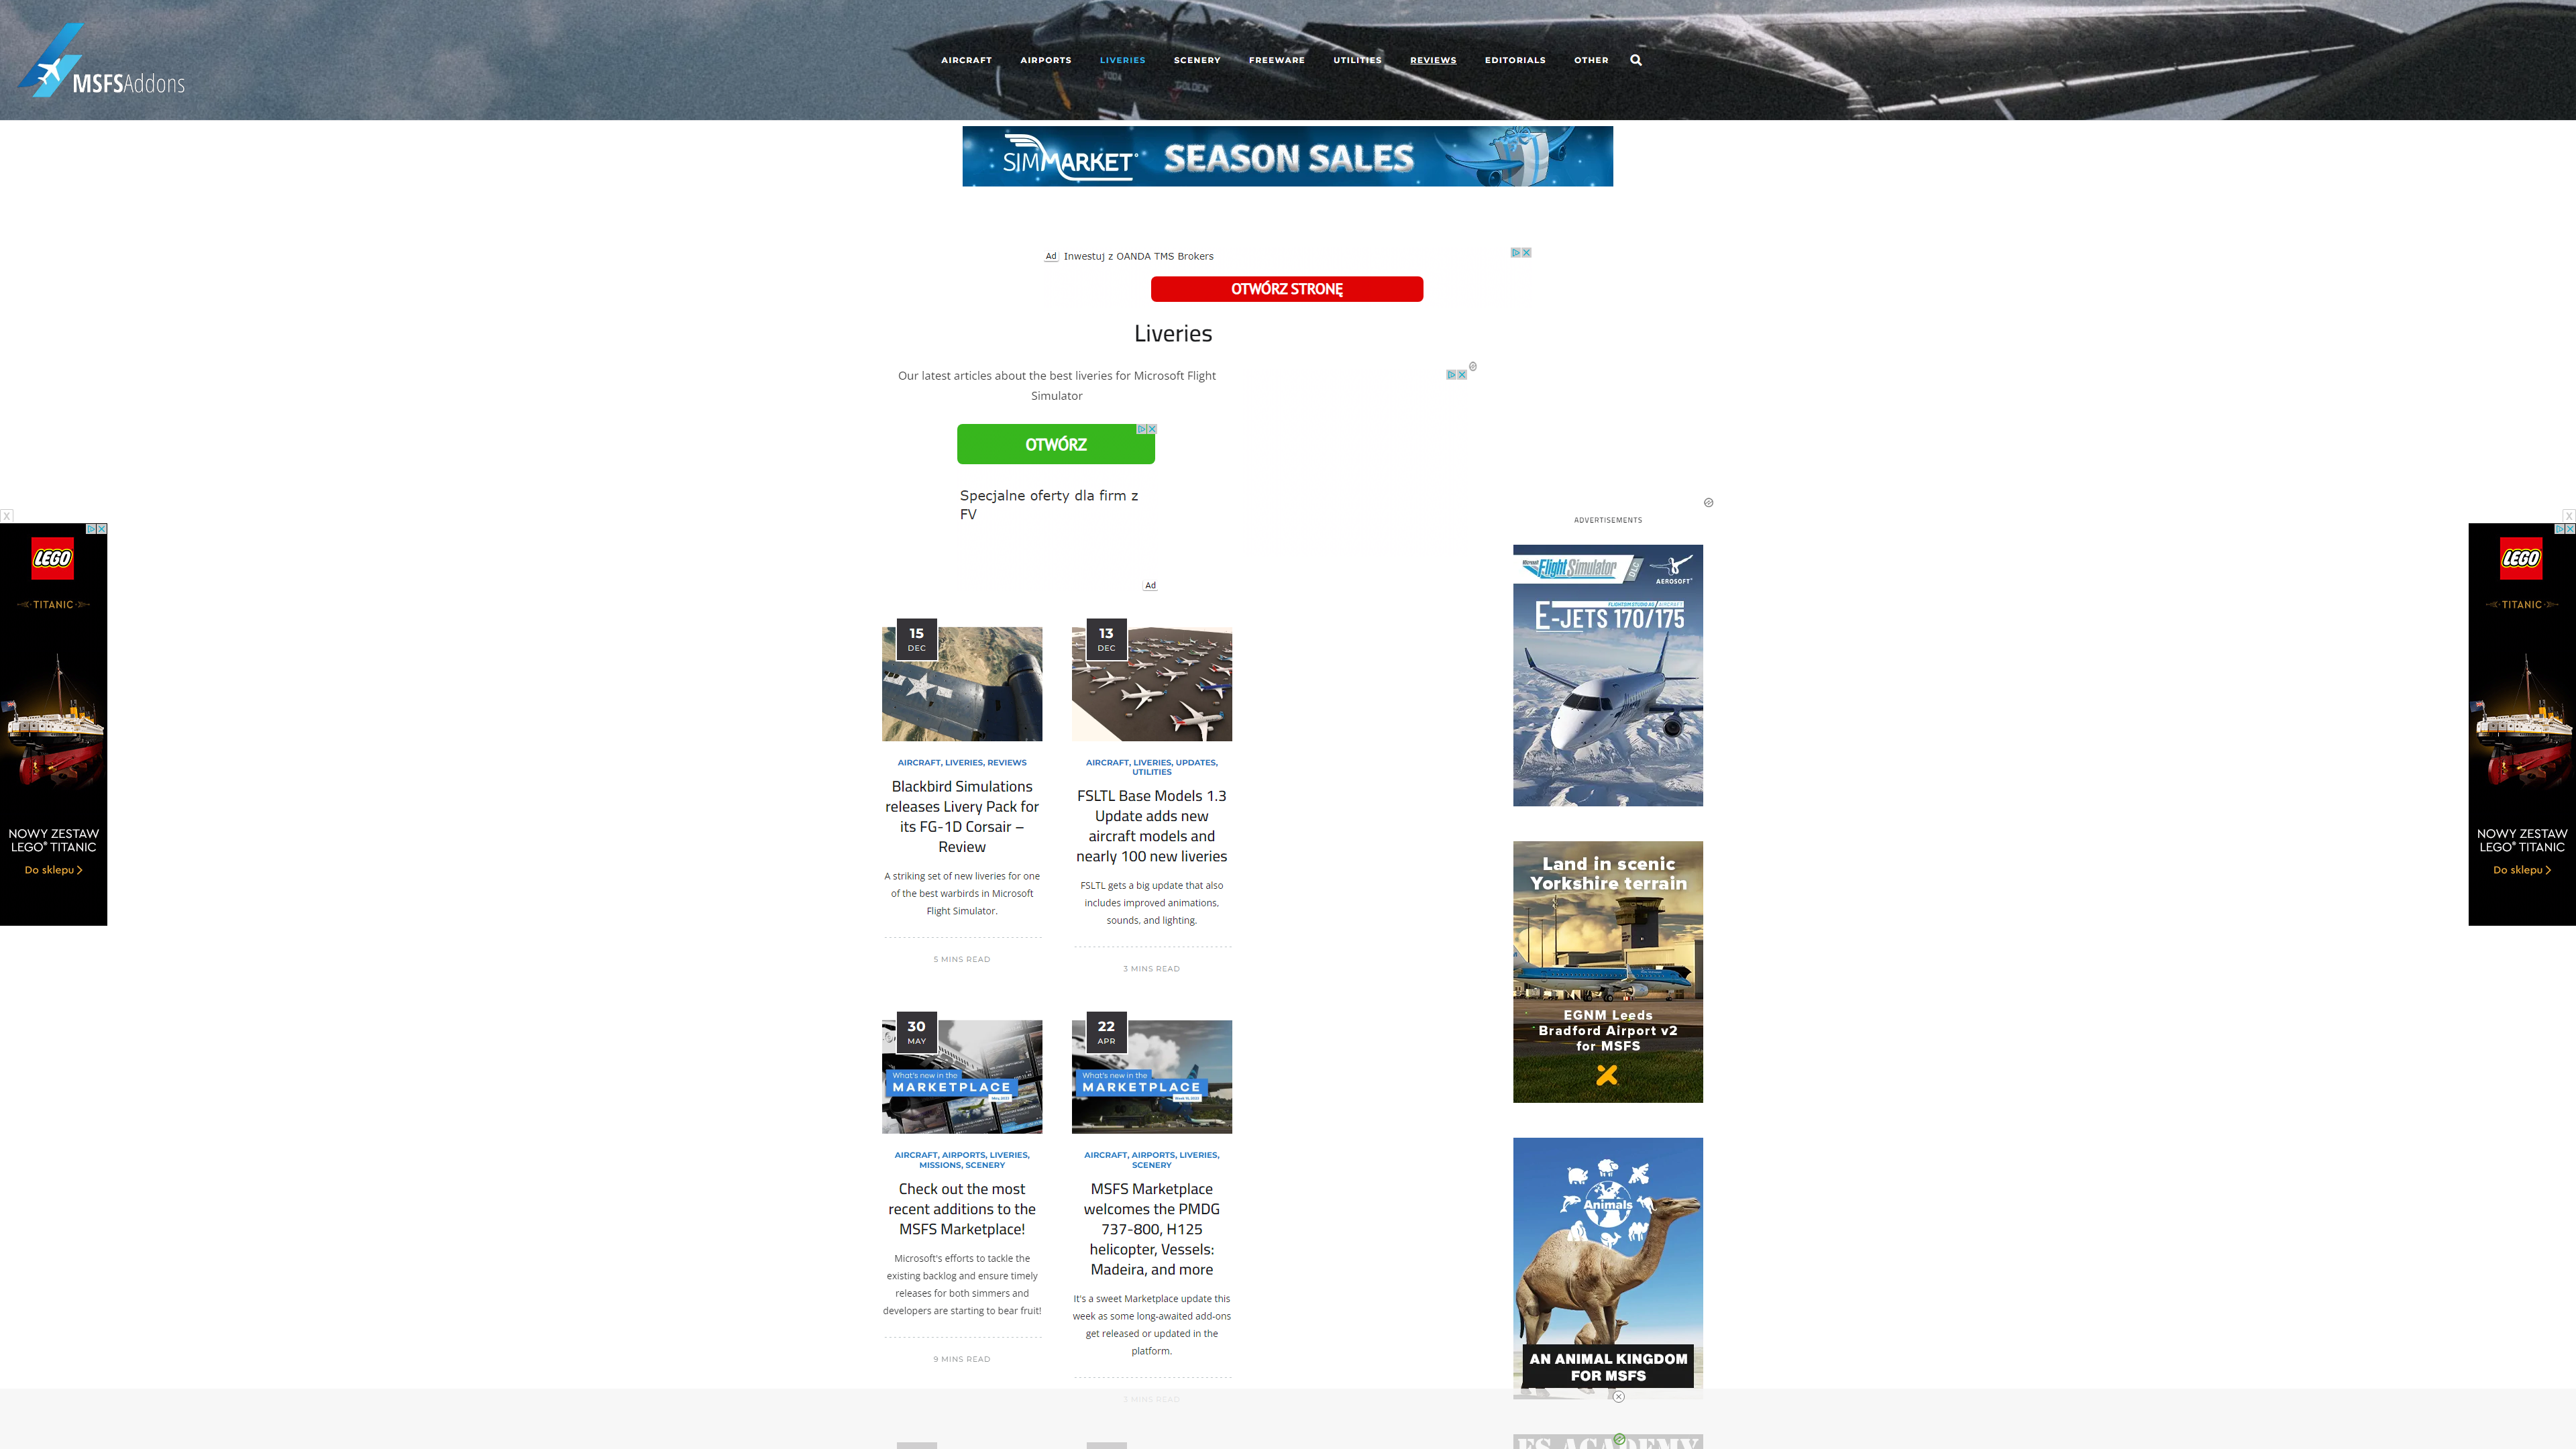 MSFSAddons
AIRCRAFT
AIRPORTS
LIVERIES
SCENERY
FREEWARE
UTILITIES
REVIEWS
EDITORIALS
OTHER
SIMMARKET
SEASON SALES
Ad
Inwestuj z OANDA TMS Brokers
OTWÓRZ STRONĘ
Liveries
Our latest articles about the best liveries for Microsoft Flight
Simulator
OTWÓRZ
Specjalne oferty dla firm z
FV
Ad
X
LEGO
TITANIC
NOWY ZESTAW
LEGO® TITANIC
Do sklepu
15
DEC
AIRCRAFT, LIVERIES, REVIEWS
Blackbird Simulations
releases Livery Pack for
its FG-1D Corsair –
Review
A striking set of new liveries for one
of the best warbirds in Microsoft
Flight Simulator.
5 MINS READ
13
DEC
AIRCRAFT, LIVERIES, UPDATES,
UTILITIES
FSLTL Base Models 1.3
Update adds new
aircraft models and
nearly 100 new liveries
FSLTL gets a big update that also
includes improved animations,
sounds, and lighting.
3 MINS READ
30
MAY
What's new in the
MARKETPLACE
AIRCRAFT, AIRPORTS, LIVERIES,
MISSIONS, SCENERY
Check out the most
recent additions to the
MSFS Marketplace!
Microsoft's efforts to tackle the
existing backlog and ensure timely
releases for both simmers and
developers are starting to bear fruit!
9 MINS READ
22
APR
What's new in the
MARKETPLACE
AIRCRAFT, AIRPORTS, LIVERIES,
SCENERY
MSFS Marketplace
welcomes the PMDG
737-800, H125
helicopter, Vessels:
Madeira, and more
It's a sweet Marketplace update this
week as some long-awaited add-ons
get released or updated in the
platform.
MINS READ
ADVERTISEMENTS
Microsoft
Flight Simulator
DLC
AEROSOFT
E-JETS 170/175
Land in scenic
Yorkshire terrain
EGNM Leeds
Bradford Airport v2
for MSFS
Animals
AN ANIMAL KINGDOM
FOR MSFS
FS ACADEMY
X
LEGO
TITANIC
NOWY ZESTAW
LEGO® TITANIC
Do sklepu